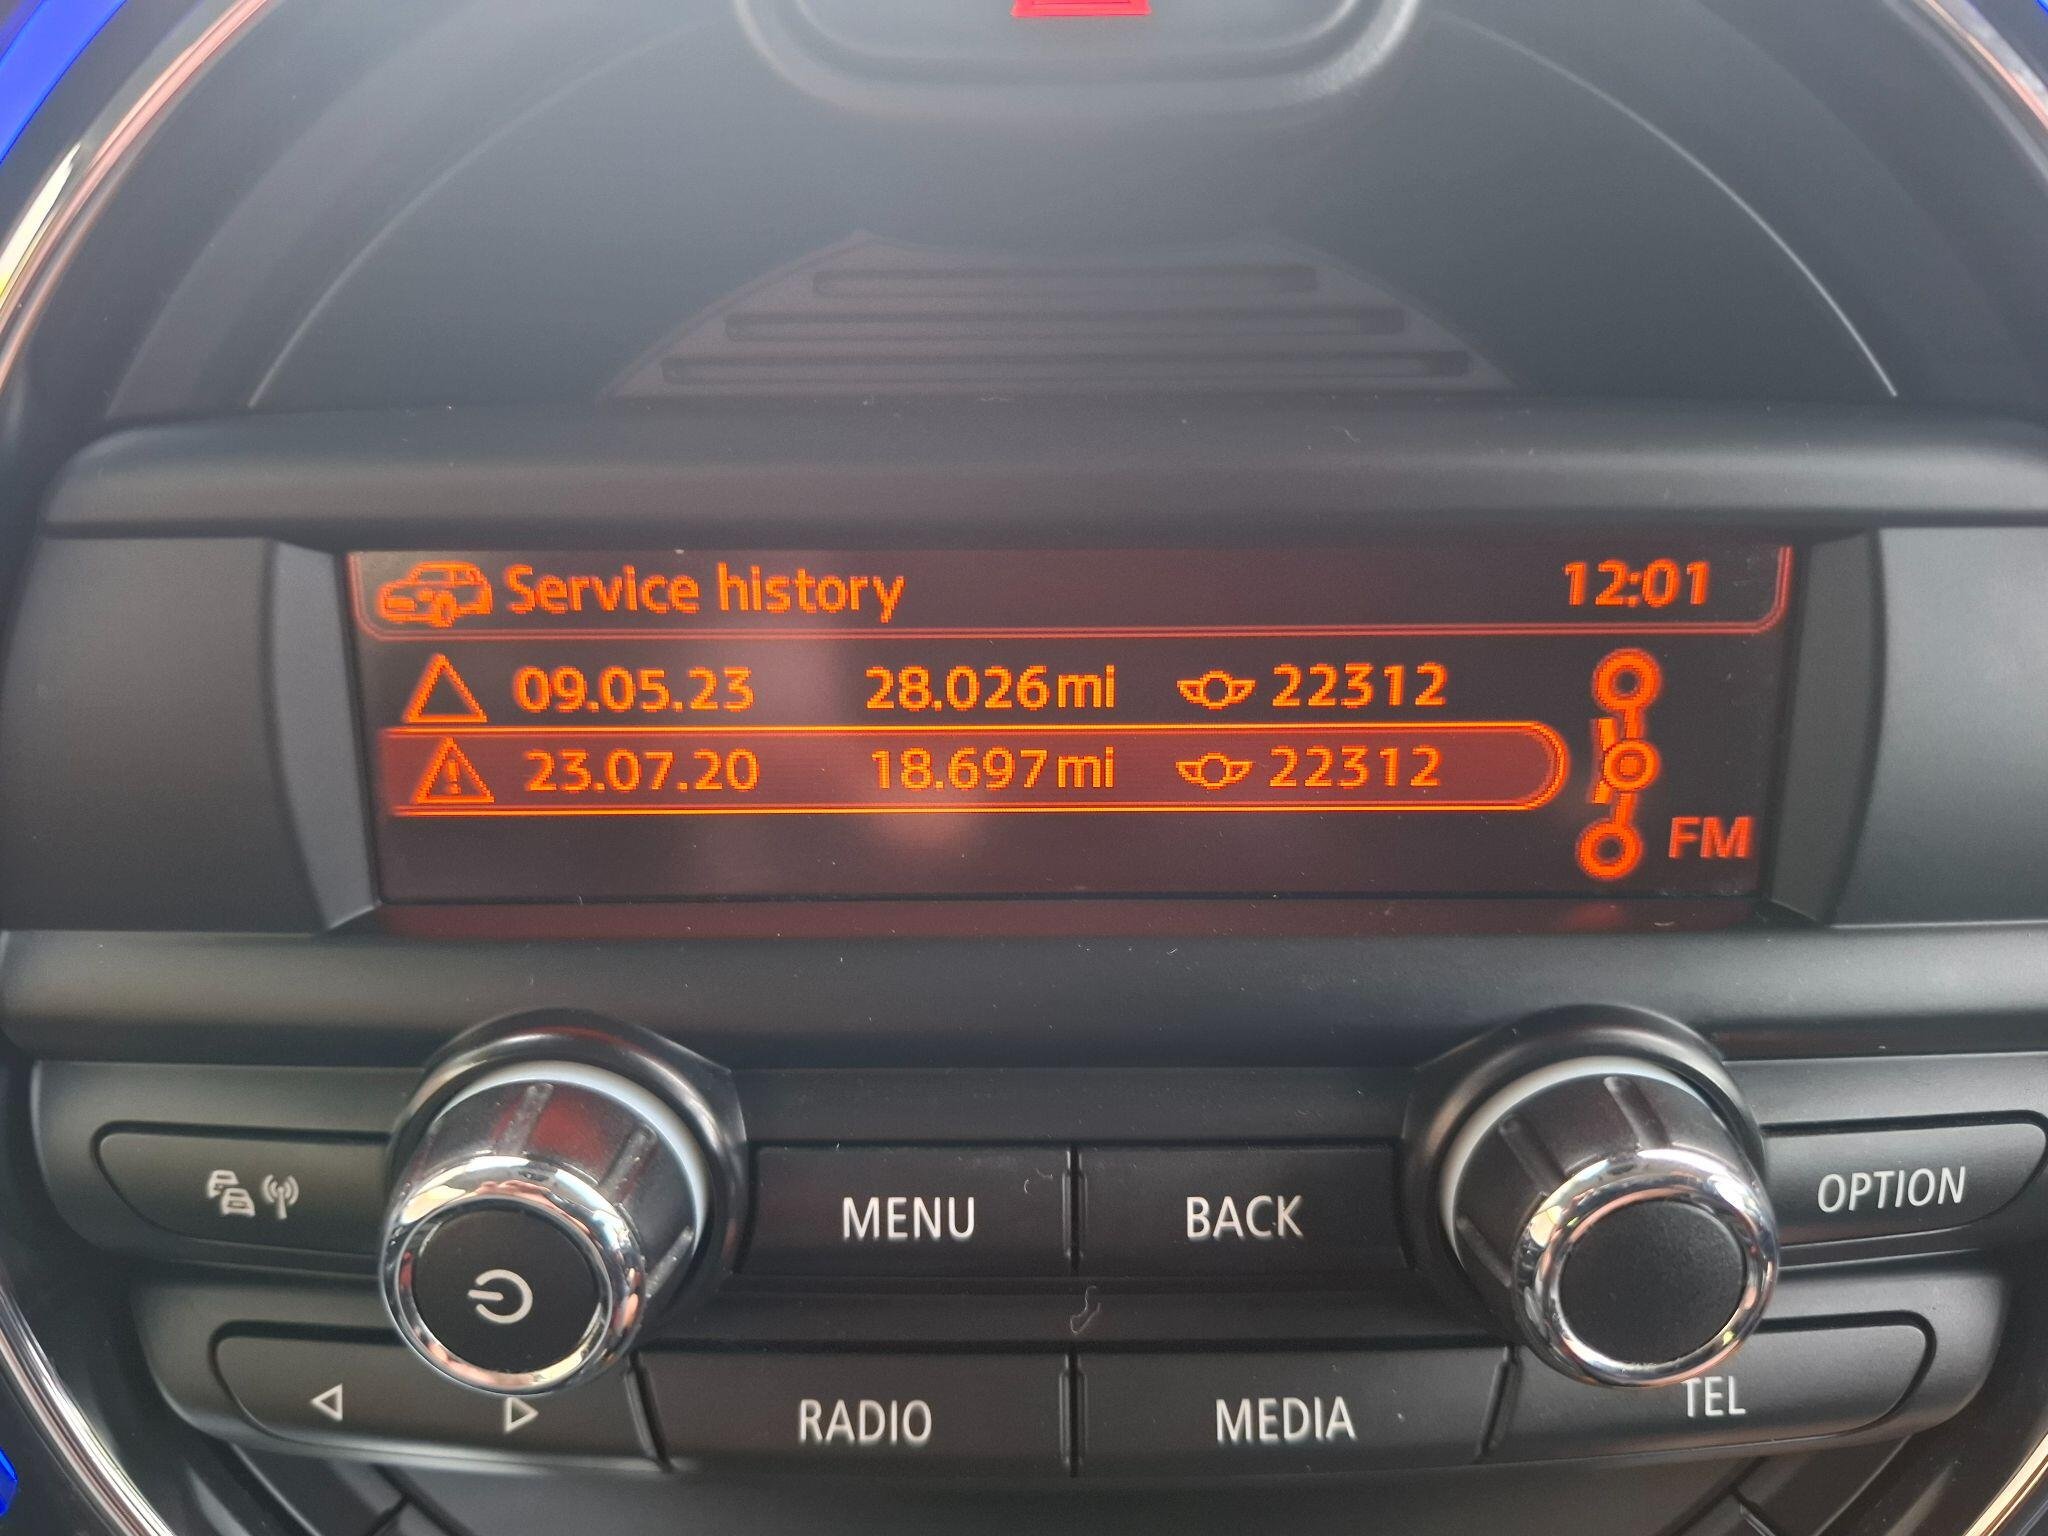 Service history 12:01
09.05.23 28.026mi 22312
23.07.20 18.697mi 22312
FM
MENU BACK OPTION
RADIO MEDIA TEL